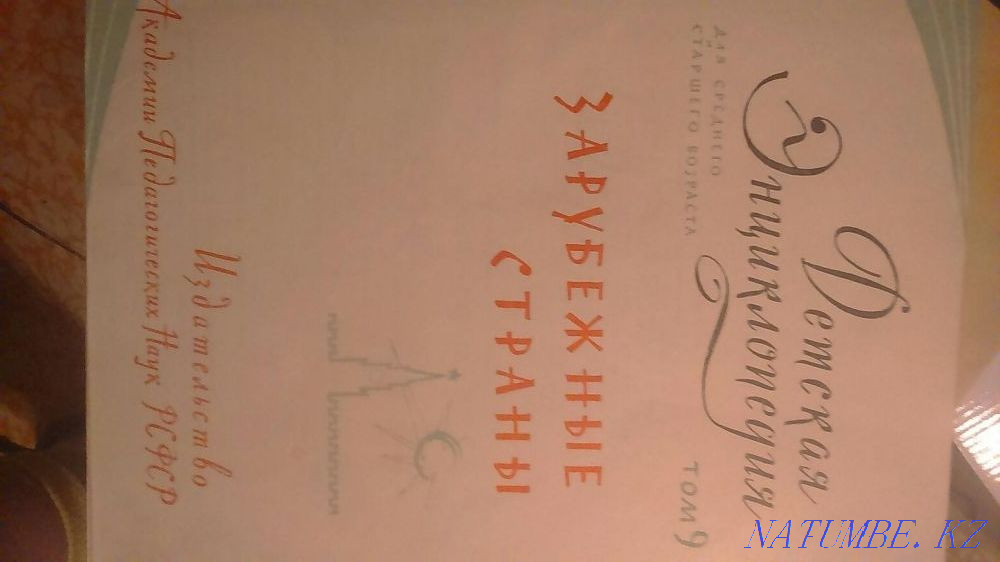 Детская
Энциклопедия
ДЛЯ СРЕДНЕГО
И
СТАРШЕГО ВОЗРАСТА
ТОМ 9
ЗАРУБЕЖНЫЕ
СТРАНЫ
Издательство
Академии Педагогических Наук РСФСР
NATUMBE.KZ